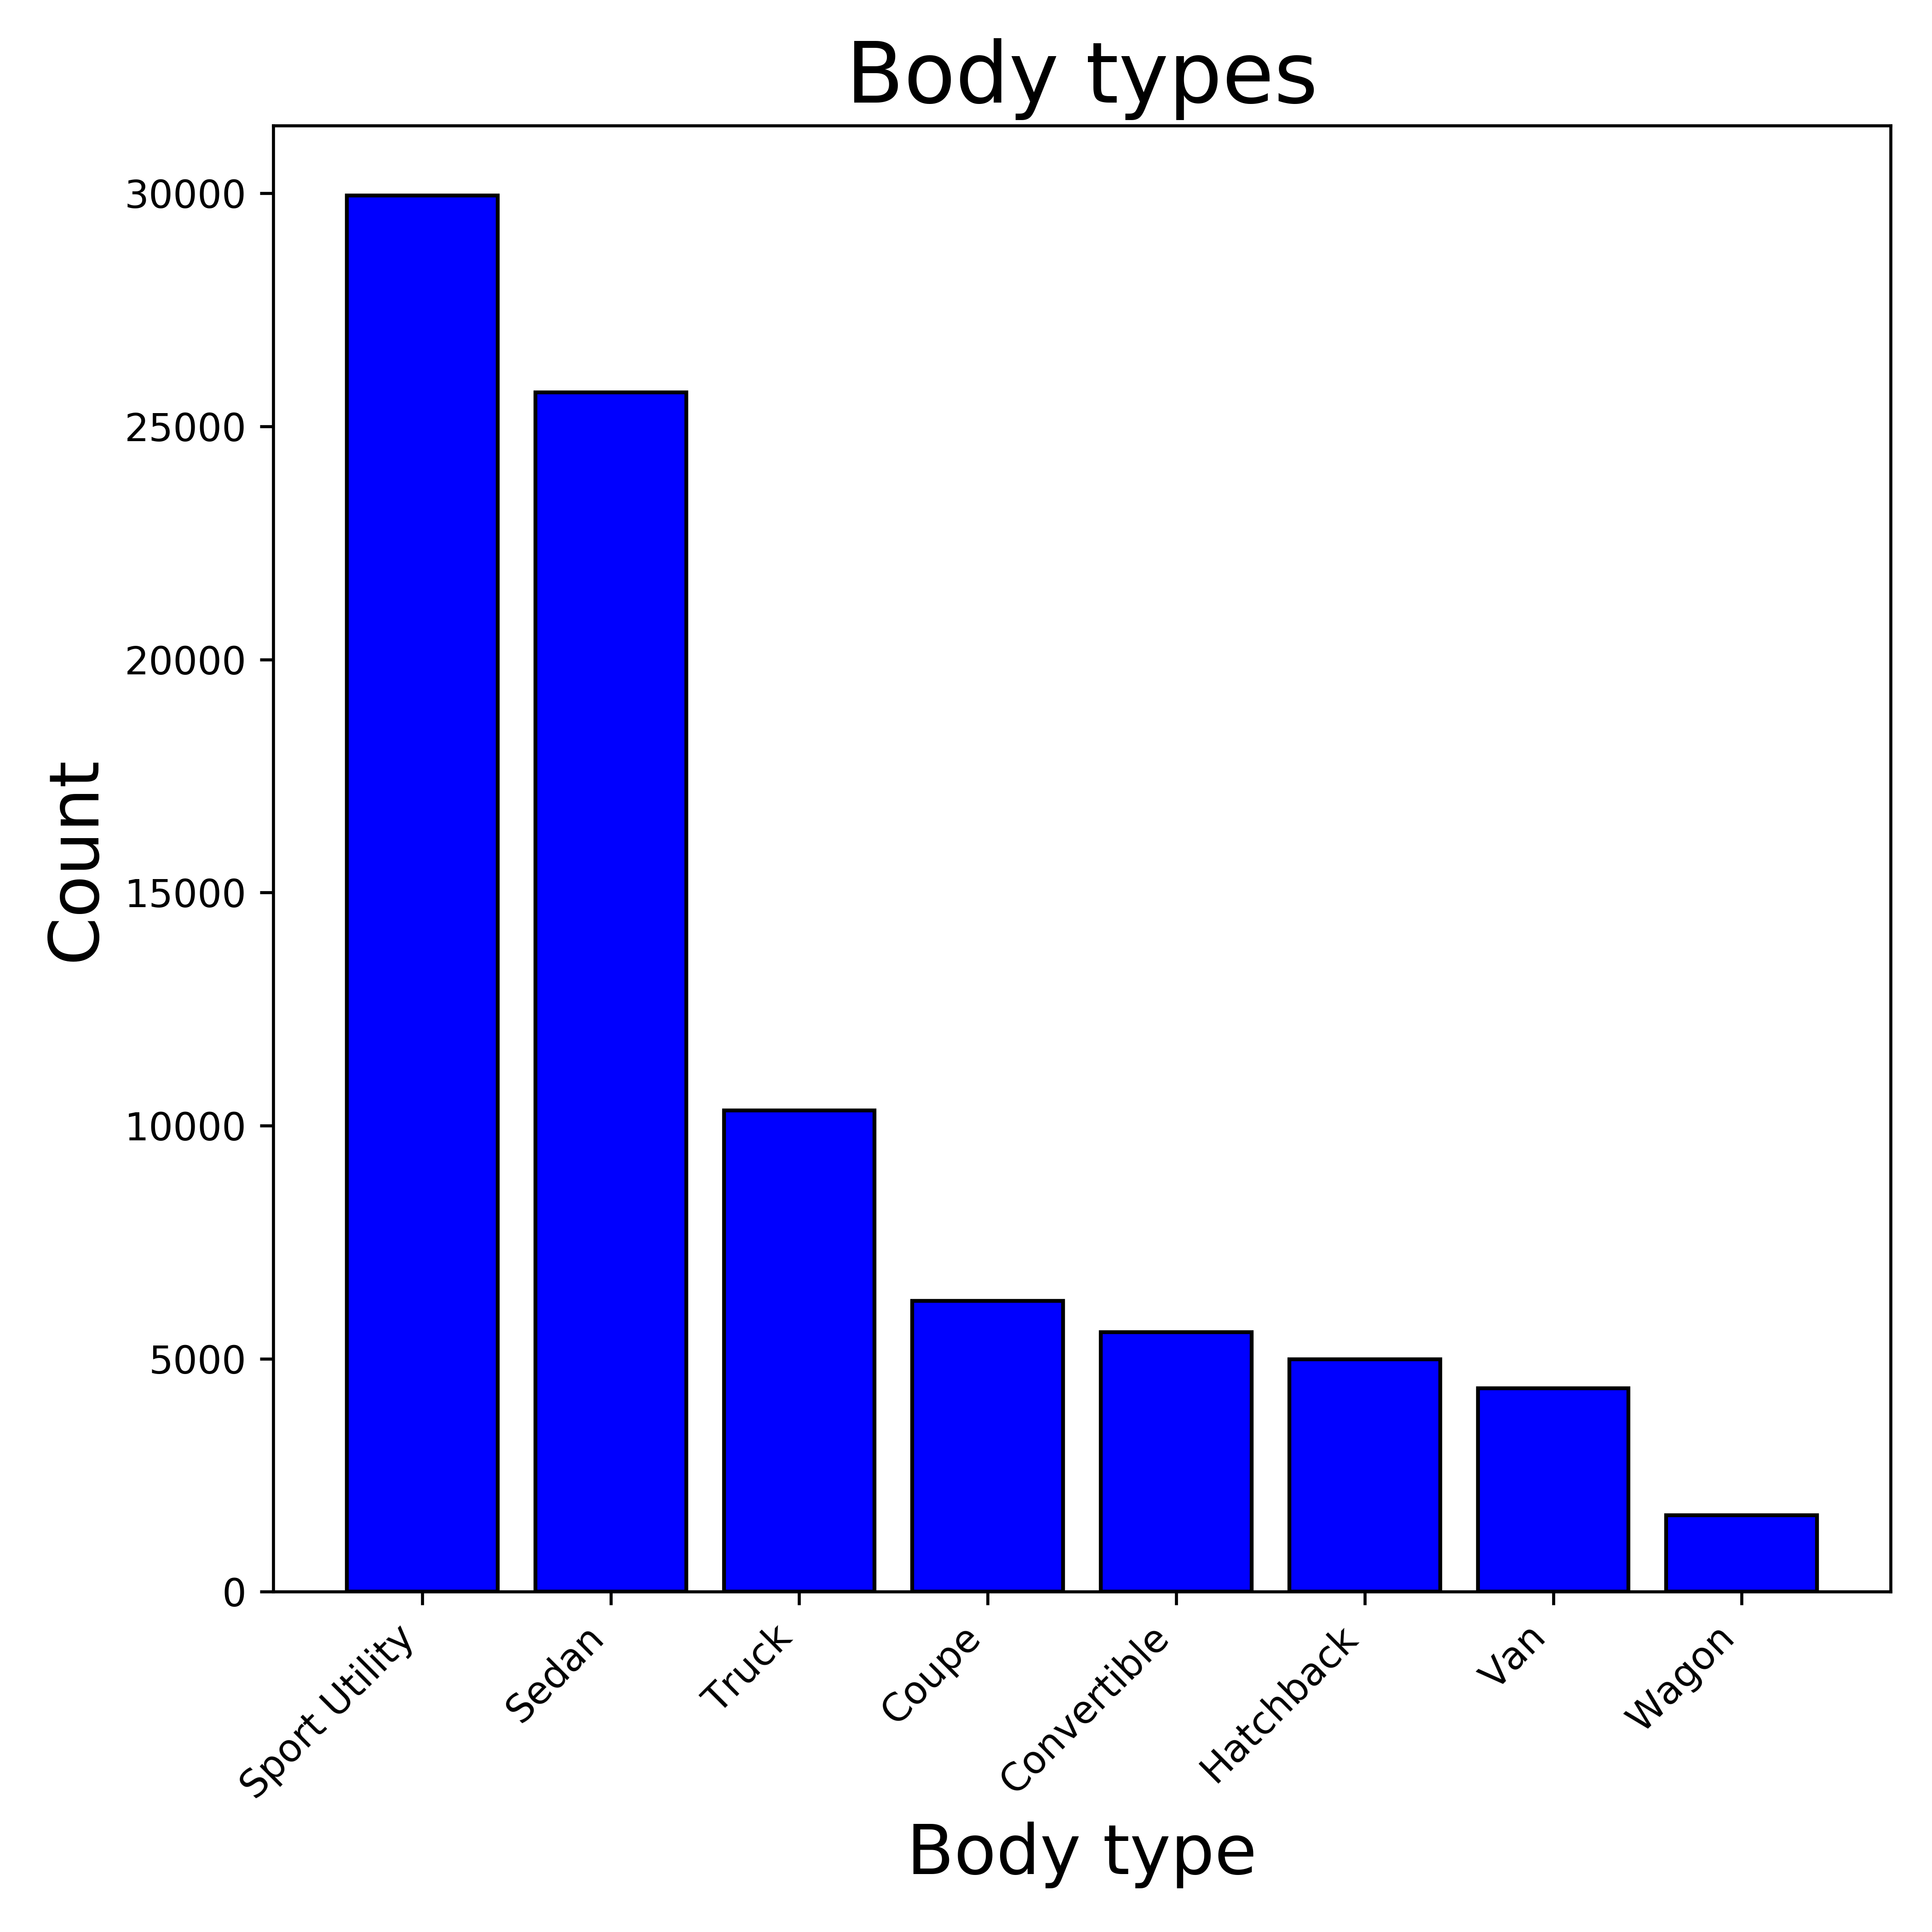 Body types
30000
25000
20000
15000
10000
5000
0
Count
Sport Utility
Sedan
Truck
Coupe
Convertible
Hatchback
Van
Wagon
Body type